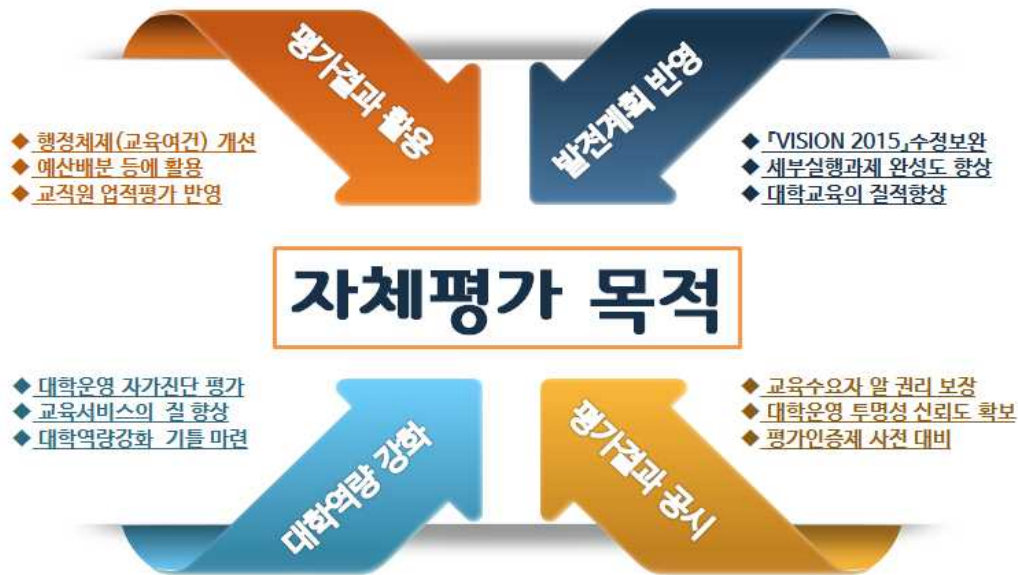 평가결과 활용
◆ 행정체제(교육여건) 개선
◆ 예산배분 등에 활용
◆ 교직원 업적평가 반영
발전계획 반영
◆ 『VISION 2015』수정보완
◆ 세부실행과제 완성도 향상
◆ 대학교육의 질적향상
자체평가 목적
◆ 대학운영 자가진단 평가
◆ 교육서비스의 질 향상
◆ 대학역량강화 기틀 마련
대학역량 강화
◆ 교육수요자 알 권리 보장
◆ 대학운영 투명성 신뢰도 확보
◆ 평가인증제 사전 대비
평가결과 공시